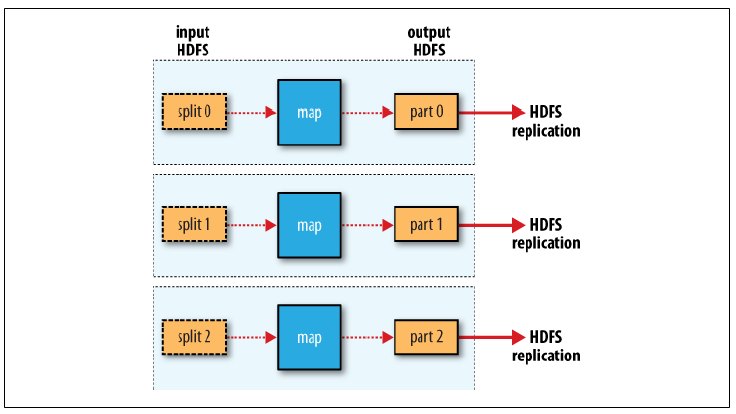 input
HDFS
output
HDFS
split 0
map
part 0
HDFS
replication
split 1
map
part 1
HDFS
replication
split 2
map
part 2
HDFS
replication